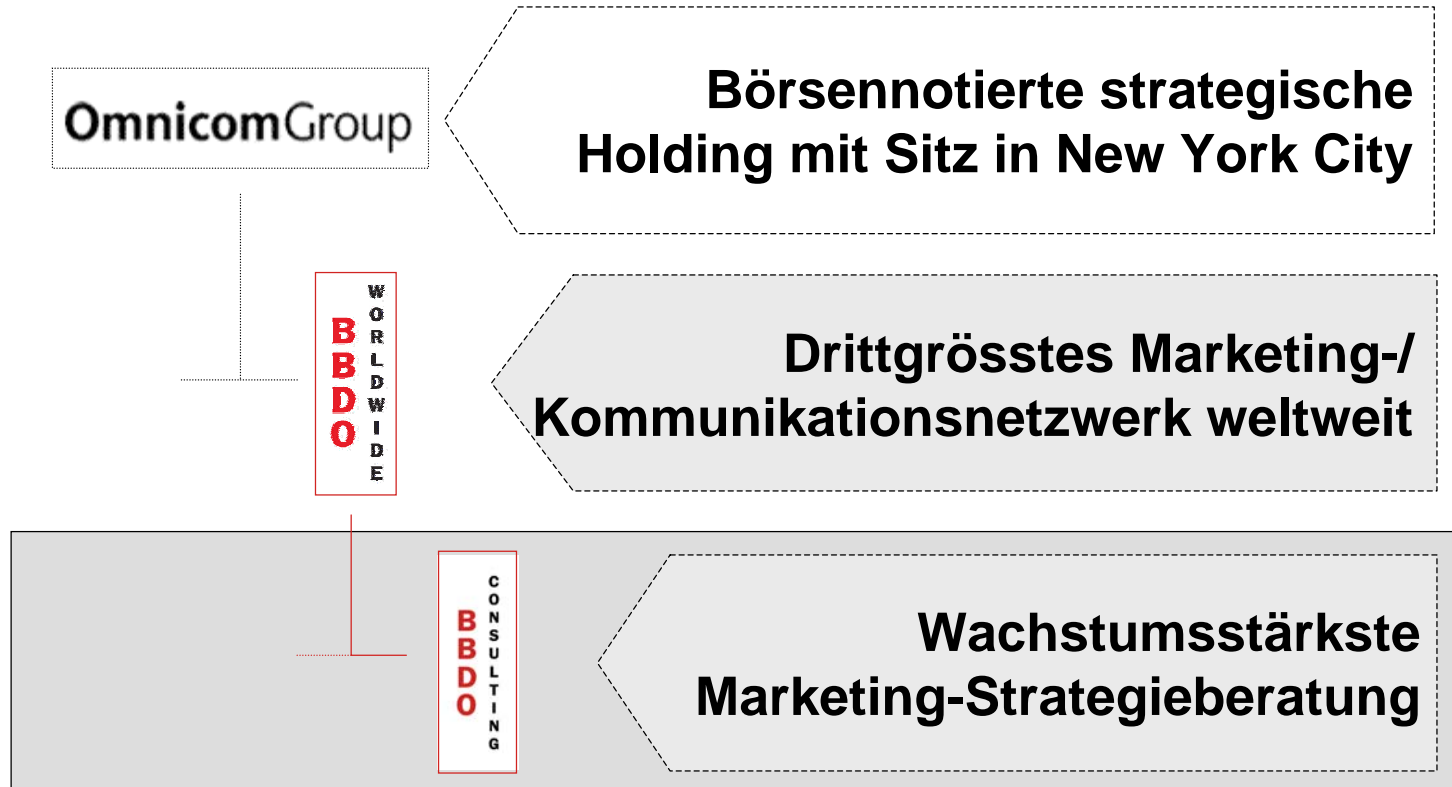 OmnicomGroup
Börsennotierte strategische
Holding mit Sitz in New York City
BBDO
WORLDWIDE
Drittgrösstes Marketing-/
Kommunikationsnetzwerk weltweit
BBDO
CONSULTING
Wachstumsstärkste
Marketing-Strategieberatung